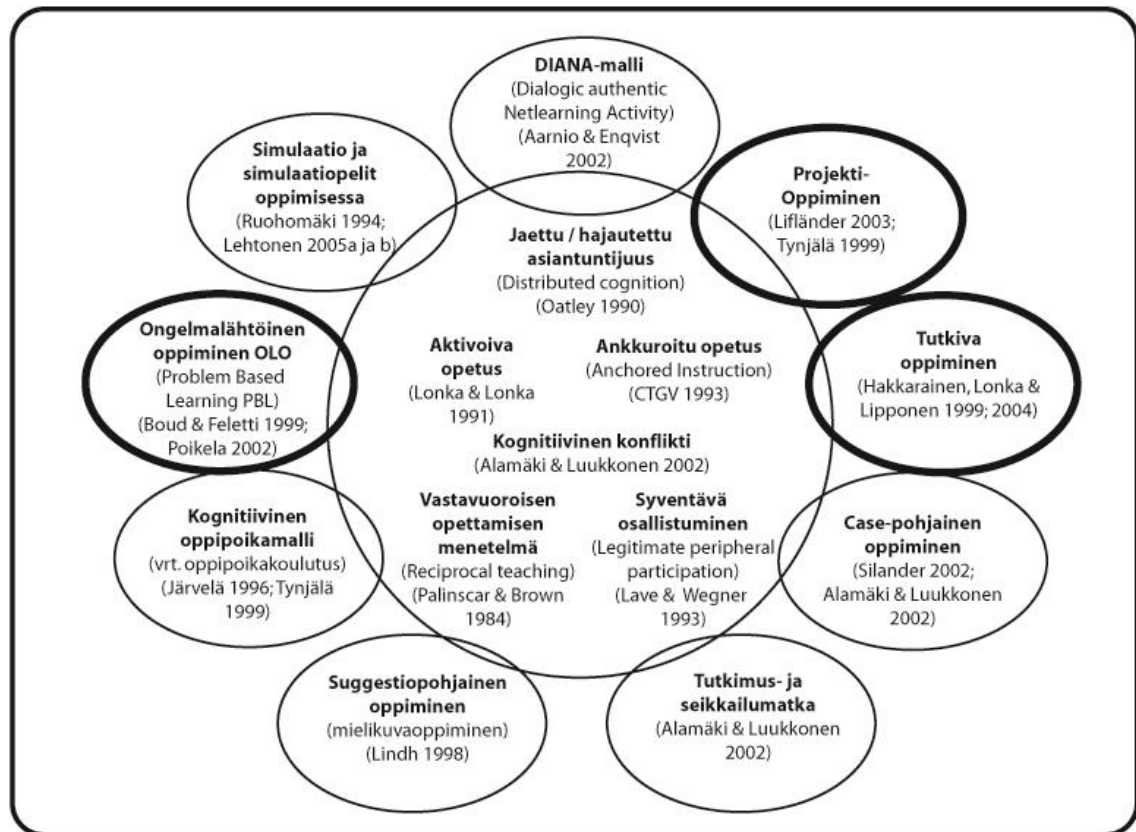 DIANA-malli
(Dialogic authentic
Netlearning Activity)
(Aarnio & Enqvist
2002)
Simulaatio ja
simulaatiopelit
oppimisessa
(Ruohomäki 1994;
Lehtonen 2005a ja b)
Projekti-
Oppiminen
(Lifländer 2003;
Tynjälä 1999)
Jaettu / hajautettu
asiantuntijuus
(Distributed cognition)
(Oatley 1990)
Ongelmalähtöinen
oppiminen OLO
(Problem Based
Learning PBL)
(Boud & Feletti 1999;
Poikela 2002)
Aktivoiva
opetus
(Lonka & Lonka
1991)
Ankkuroitu opetus
(Anchored Instruction)
(CTGV 1993)
Tutkiva
oppiminen
(Hakkarainen, Lonka &
Lipponen 1999; 2004)
Kognitiivinen konflikti
(Alamäki & Luukkonen 2002)
Kognitiivinen
oppipoikamalli
(vrt. oppipoikakoulutus)
(Järvelä 1996; Tynjälä
1999)
Vastavuoroisen
opettamisen
menetelmä
(Reciprocal teaching)
(Palinscar & Brown
1984)
Syventävä
osallistuminen
(Legitimate peripheral
participation)
(Lave & Wegner
1993)
Case-pohjainen
oppiminen
(Silander 2002;
Alamäki & Luukkonen
2002)
Suggestiopohjainen
oppiminen
(mielikuvaoppiminen)
(Lindh 1998)
Tutkimus- ja
seikkailumatka
(Alamäki & Luukkonen
2002)